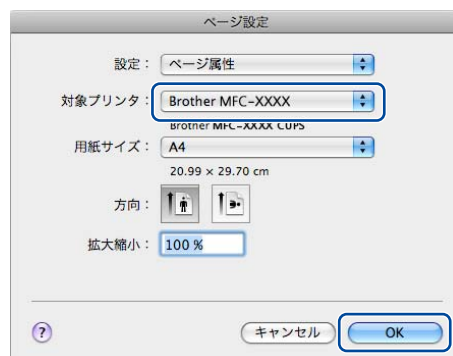 ページ設定
設定： ページ属性
対象プリンタ： Brother MFC-XXXX
Brother MFC-XXXX CUPS
用紙サイズ： A4
20.99 × 29.70 cm
方向：
拡大縮小： 100 %
? キャンセル OK